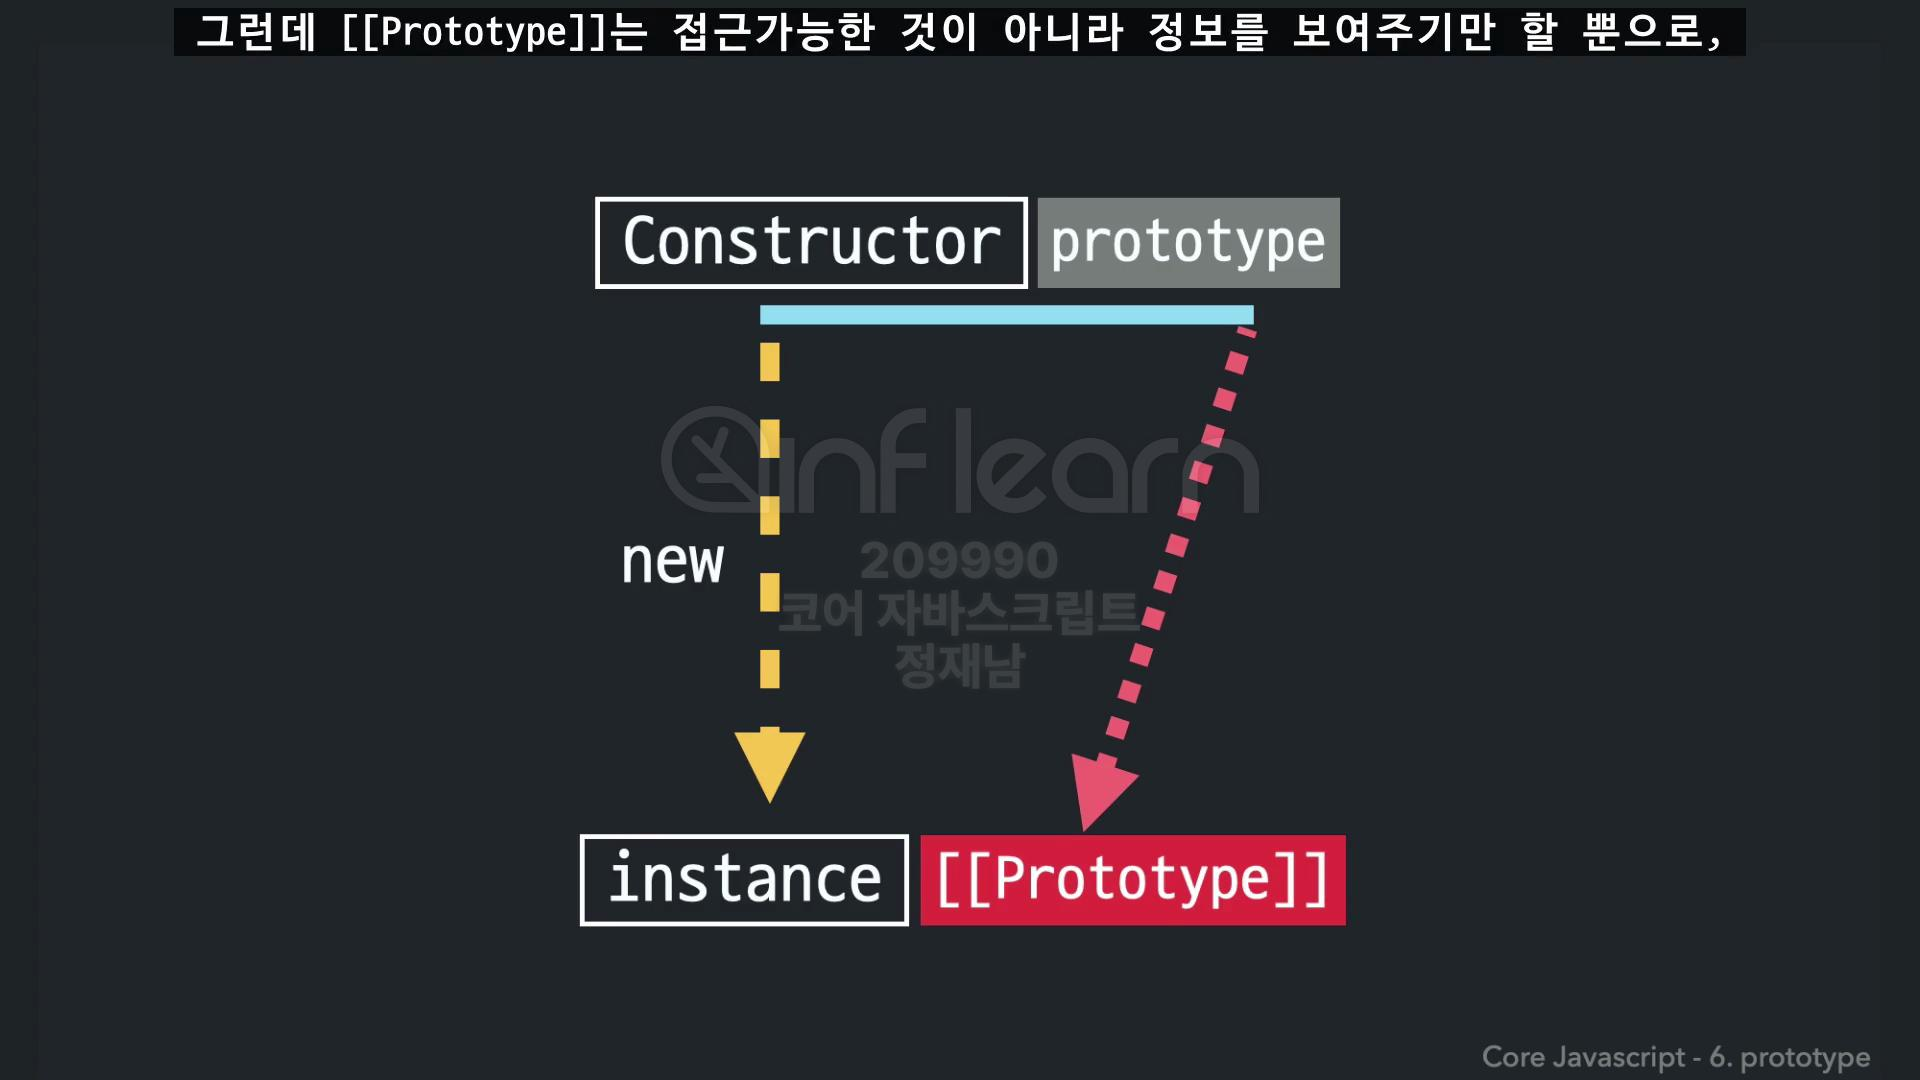 그런데 [[Prototype]]는 접근가능한 것이 아니라 정보를 보여주기만 할 뿐으로,
Constructor prototype
inflearn
new
209990
코어 자바스크립트
정재남
instance [[Prototype]]
Core Javascript - 6. prototype